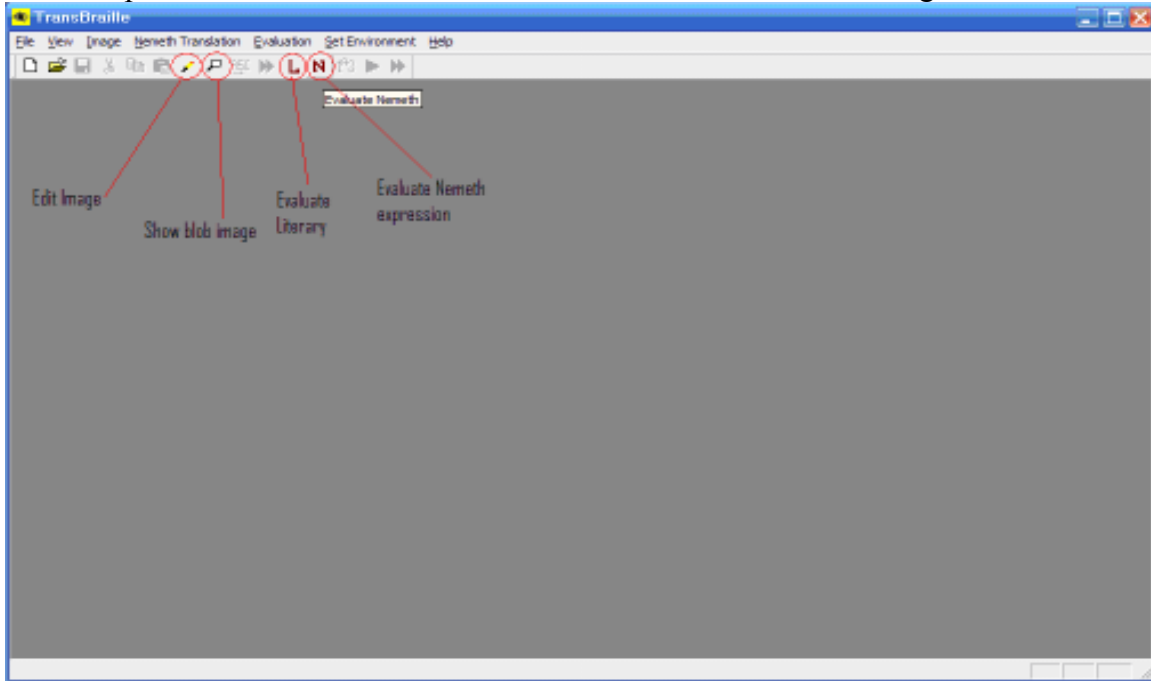 TransBraille
File View Image Nemeth Translation Evaluation Set Environment Help
L N
Evaluate Nemeth
Edit Image
Show blob image
Evaluate
Literary
Evaluate Nemeth
expression